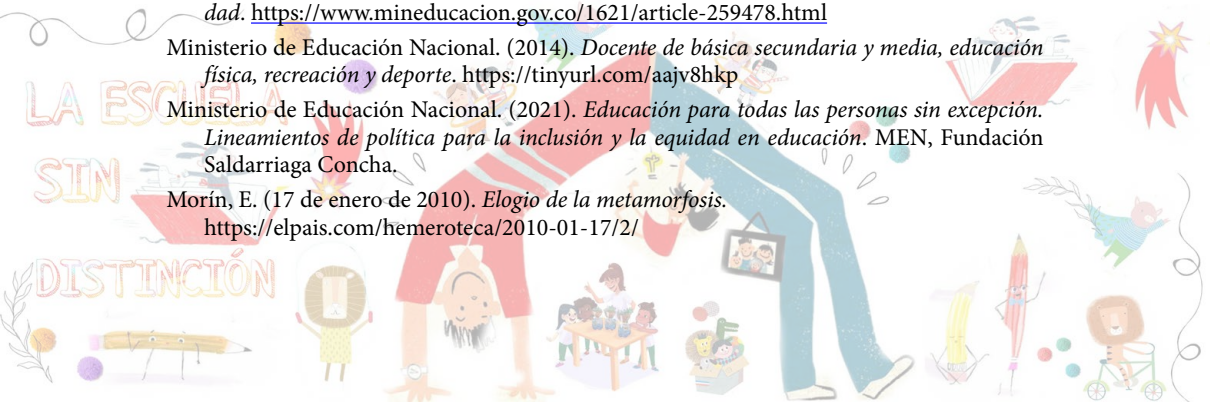 dad. https://www.mineducacion.gov.co/1621/article-259478.html
Ministerio de Educación Nacional. (2014). Docente de básica secundaria y media, educación
física, recreación y deporte. https://tinyurl.com/aajv8hkp
Ministerio de Educación Nacional. (2021). Educación para todas las personas sin excepción.
Lineamientos de política para la inclusión y la equidad en educación. MEN, Fundación
Saldarriaga Concha.
Morín, E. (17 de enero de 2010). Elogio de la metamorfosis.
https://elpais.com/hemeroteca/2010-01-17/2/
LA ESCUELA
SIN
DISTINCIÓN